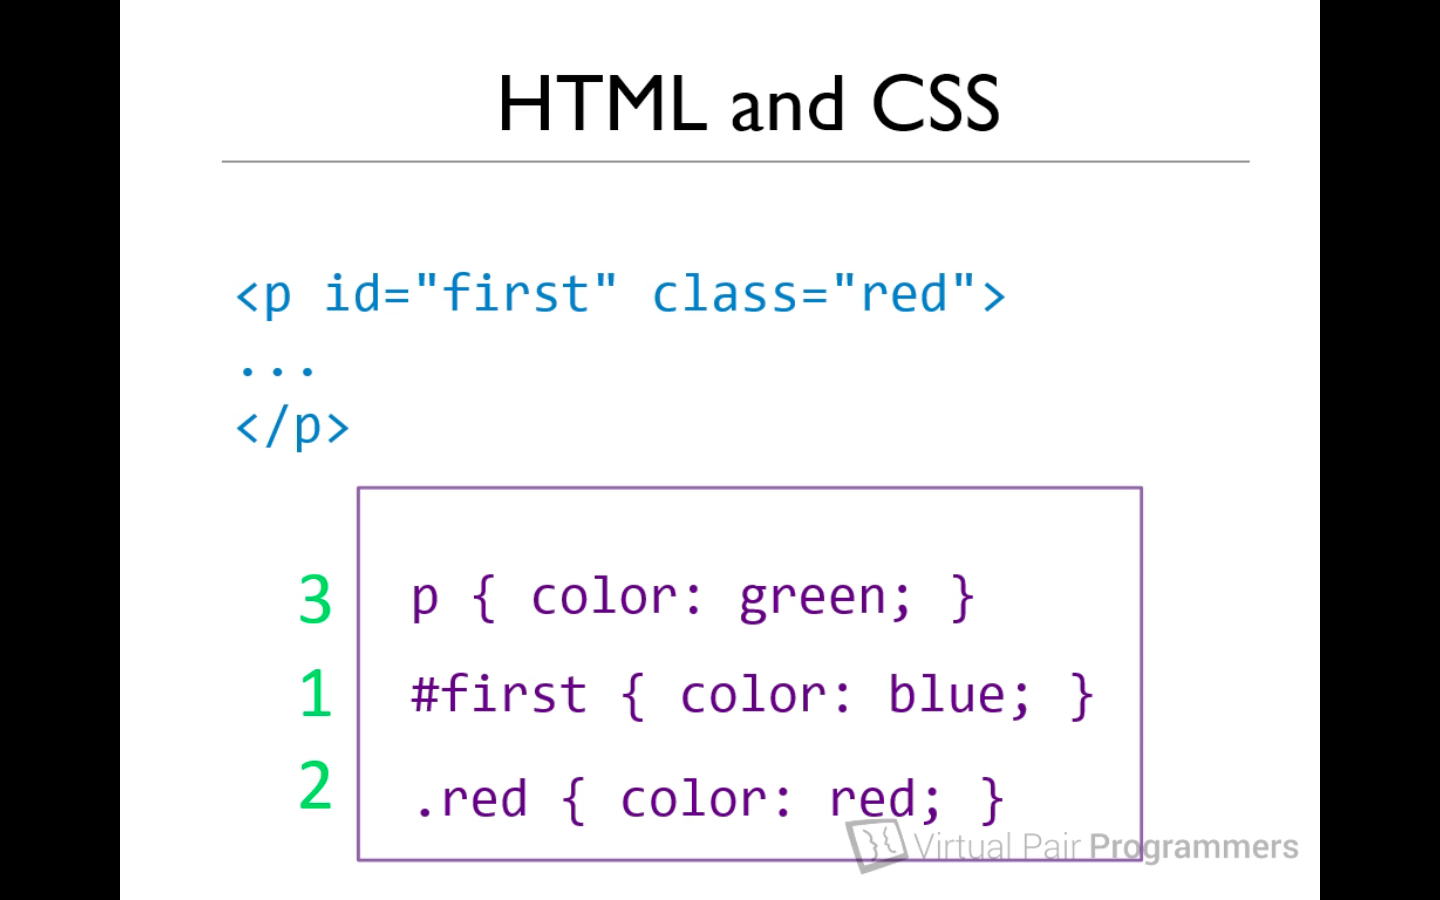 HTML and CSS
<p id="first" class="red">
...
</p>
3 p { color: green; }
1 #first { color: blue; }
2 .red { color: red; }
Virtual Pair Programmers